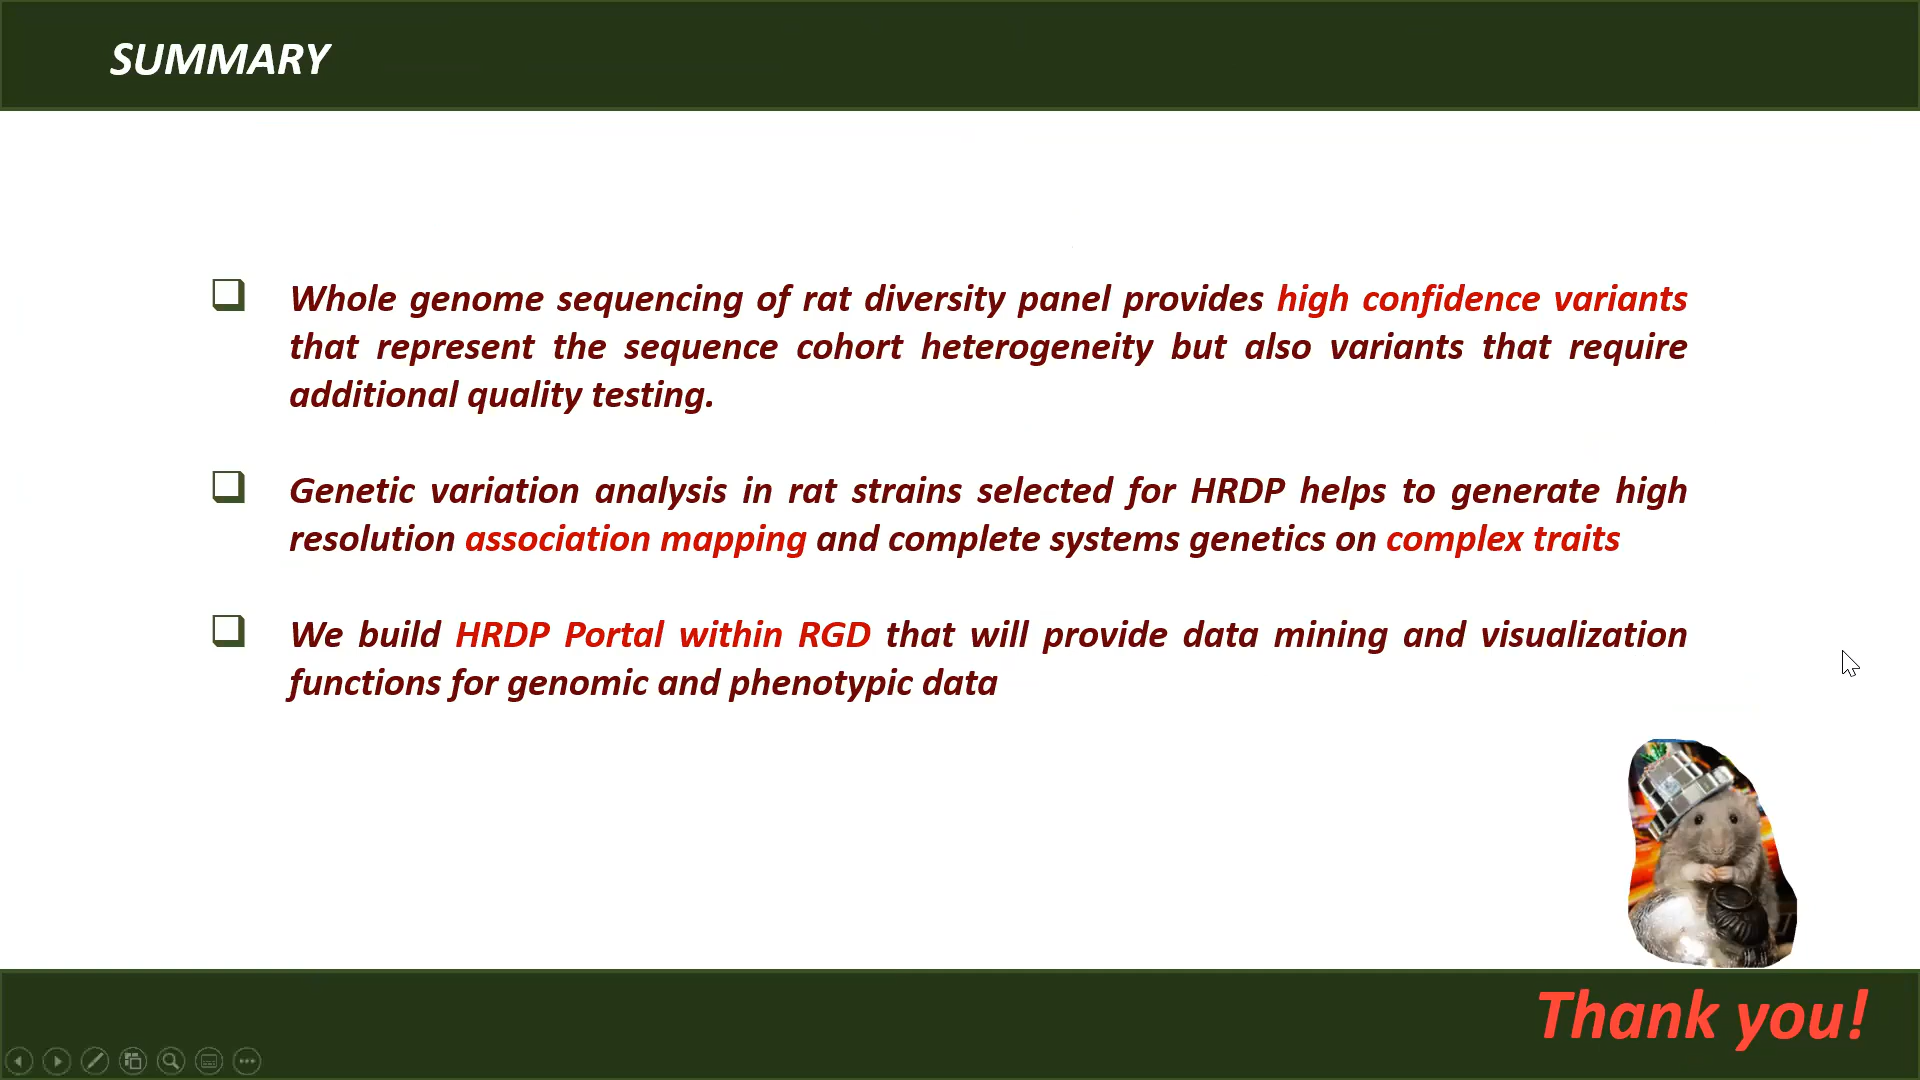 SUMMARY
Whole genome sequencing of rat diversity panel provides high confidence variants
that represent the sequence cohort heterogeneity but also variants that require
additional quality testing.
Genetic variation analysis in rat strains selected for HRDP helps to generate high
resolution association mapping and complete systems genetics on complex traits
We build HRDP Portal within RGD that will provide data mining and visualization
functions for genomic and phenotypic data
Thank you!